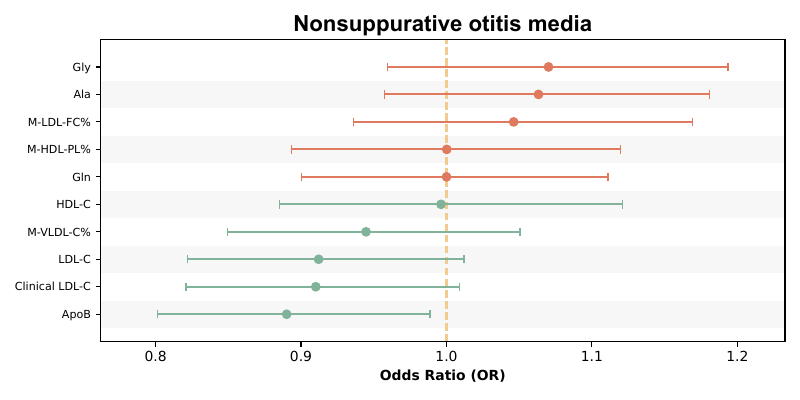 Nonsuppurative otitis media
Gly
Ala
M-LDL-FC%
M-HDL-PL%
Gln
HDL-C
M-VLDL-C%
LDL-C
Clinical LDL-C
ApoB
0.8 0.9 1.0 1.1 1.2
Odds Ratio (OR)